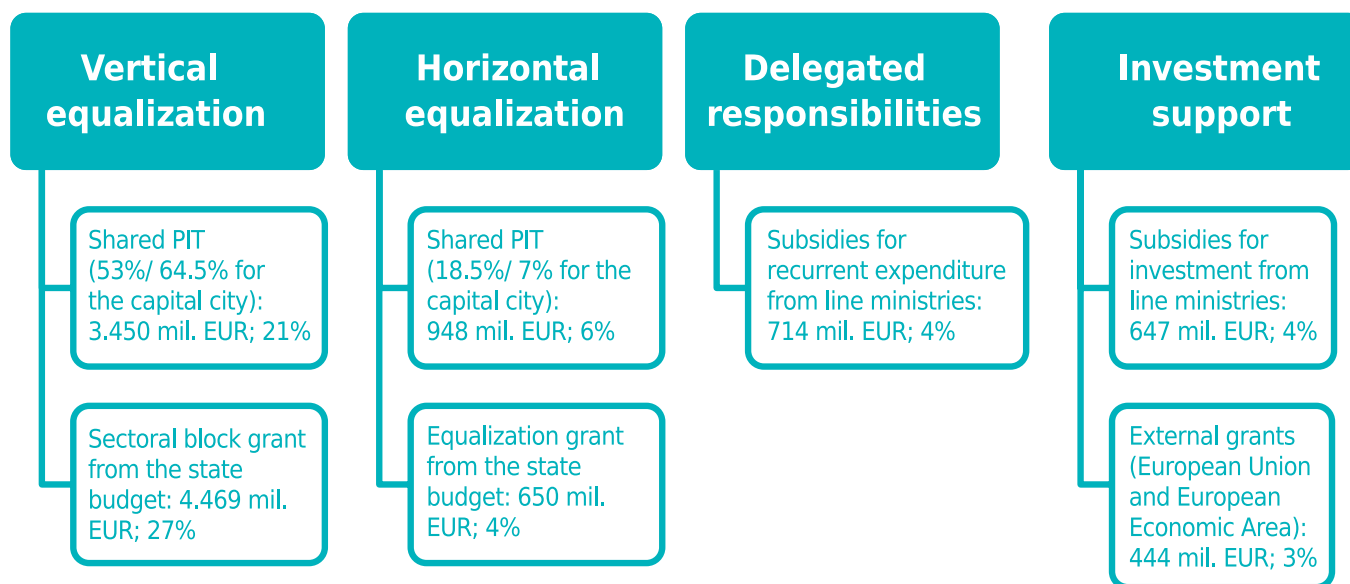 Vertical
equalization
Shared PIT
(53%/ 64.5% for
the capital city):
3.450 mil. EUR; 21%
Sectoral block grant
from the state
budget: 4.469 mil.
EUR; 27%
Horizontal
equalization
Shared PIT
(18.5%/ 7% for the
capital city):
948 mil. EUR; 6%
Equalization grant
from the state
budget: 650 mil.
EUR; 4%
Delegated
responsibilities
Subsidies for
recurrent expenditure
from line ministries:
714 mil. EUR; 4%
Investment
support
Subsidies for
investment from
line ministries:
647 mil. EUR; 4%
External grants
(European Union
and European
Economic Area):
444 mil. EUR; 3%